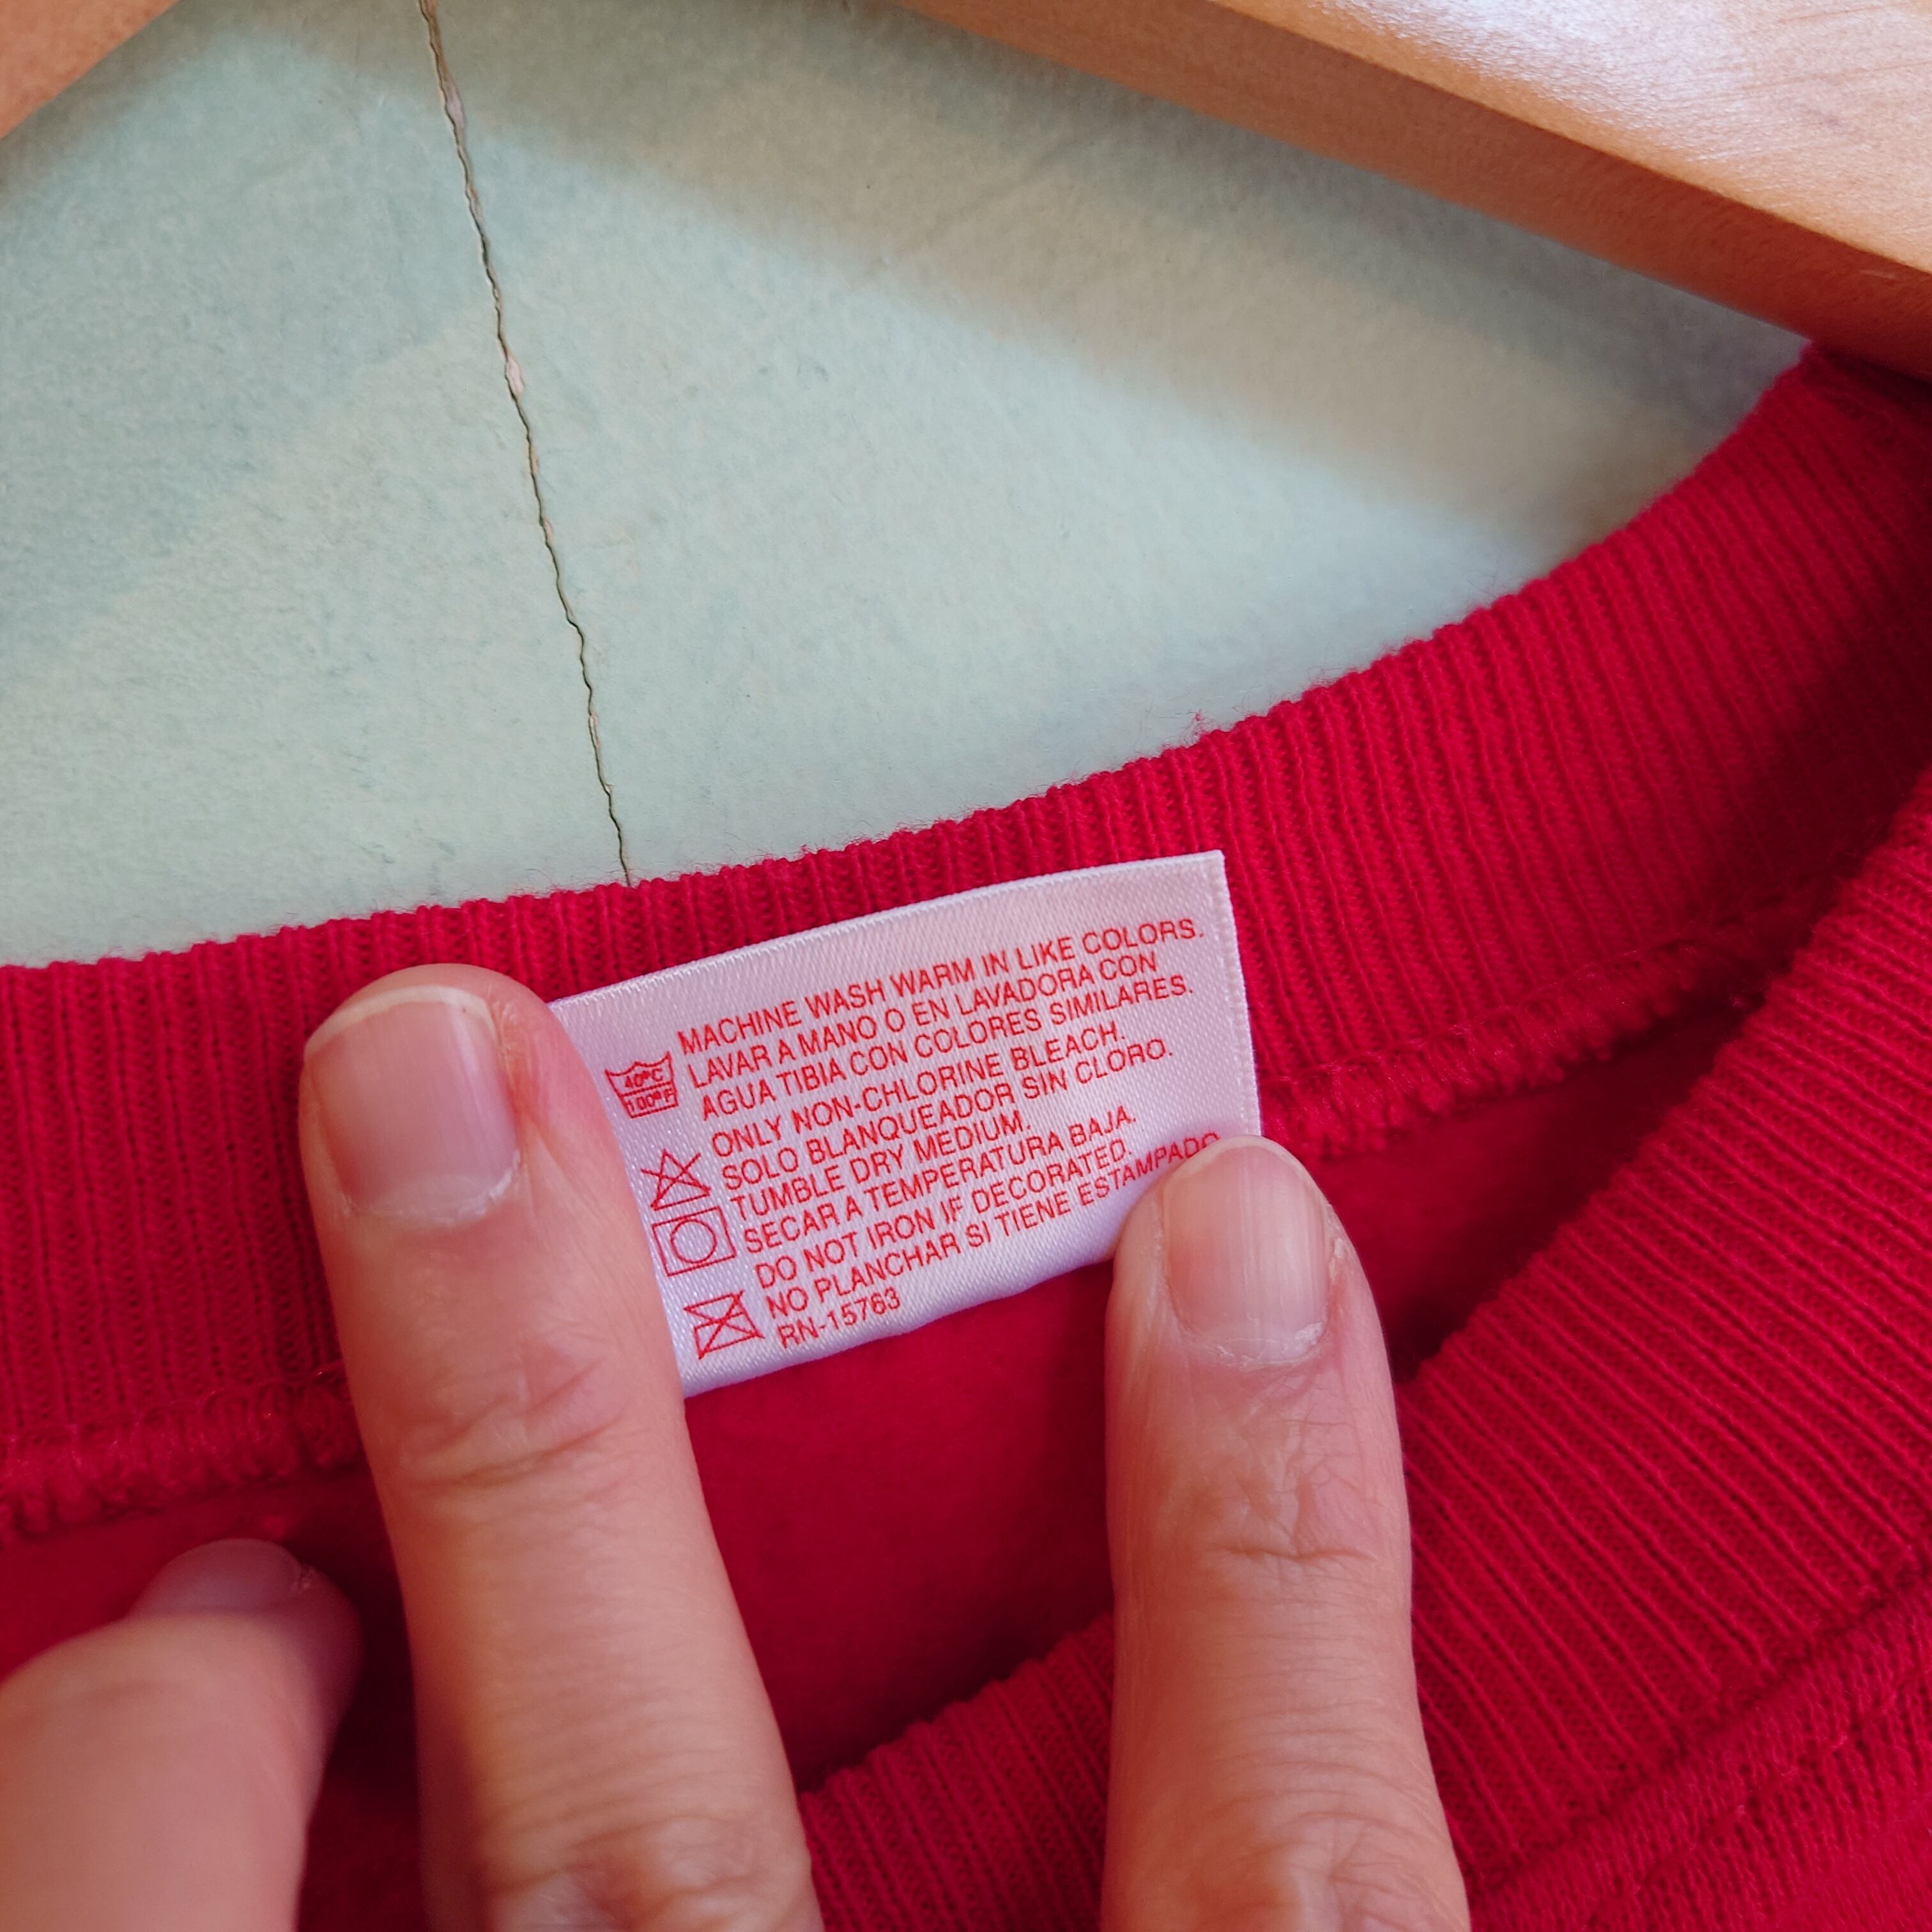 MACHINE WASH WARM IN LIKE COLORS.
LAVAR A MANO O EN LAVADORA CON
AGUA TIBIA CON COLORES SIMILARES.
40°C
100°F
ONLY NON-CHLORINE BLEACH.
SOLO BLANQUEADOR SIN CLORO.
TUMBLE DRY MEDIUM.
SECAR A TEMPERATURA BAJA.
DO NOT IRON IF DECORATED.
NO PLANCHAR SI TIENE ESTAMPADO
RN-15763